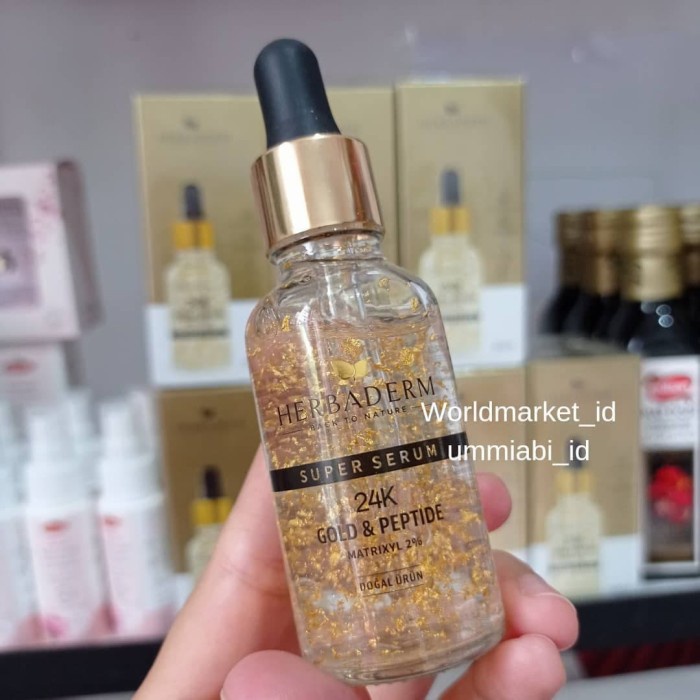 HERBADERM
BACK TO NATURE
Worldmarket_id
ummiabi_id
SUPER SERUM
24K
GOLD & PEPTIDE
MATRIXYL 2%
DOĞAL ÜRÜN